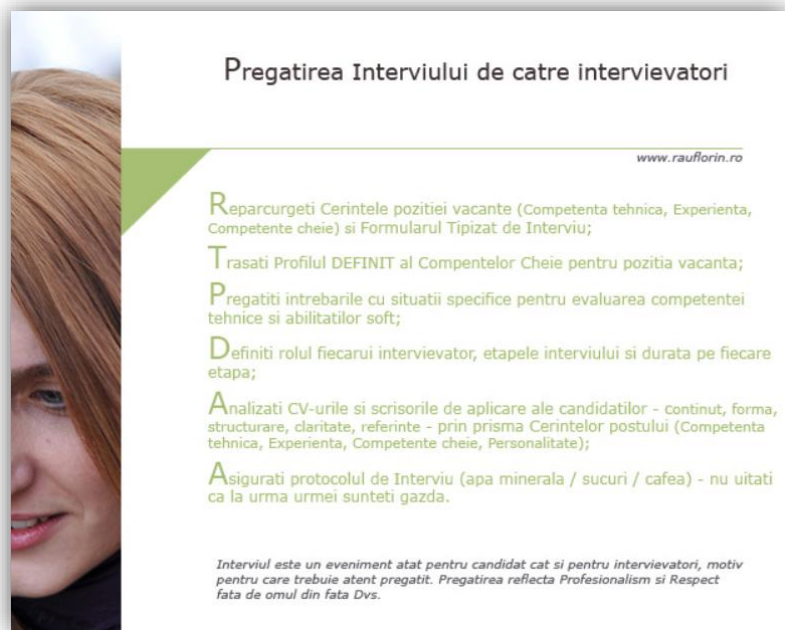 Pregatirea Interviului de catre intervievatori
www.rauflorin.ro
Reparcurgeti Cerintele pozitiei vacante (Competenta tehnica, Experienta,
Competente cheie) si Formularul Tipizat de Interviu;
Trasati Profilul DEFINIT al Compentelor Cheie pentru pozitia vacanta;
Pregatiti intrebarile cu situatii specifice pentru evaluarea competentei
tehnice si abilitatilor soft;
Definiti rolul fiecarui intervievator, etapele interviului si durata pe fiecare
etapa;
Analizati CV-urile si scrisorile de aplicare ale candidatilor - continut, forma,
structurare, claritate, referinte - prin prisma Cerintelor postului (Competenta
tehnica, Experienta, Competente cheie, Personalitate);
Asigurati protocolul de Interviu (apa minerala / sucuri / cafea) - nu uitati
ca la urma urmei sunteti gazda.
Interviul este un eveniment atat pentru candidat cat si pentru intervievatori, motiv
pentru care trebuie atent pregatit. Pregatirea reflecta Profesionalism si Respect
fata de omul din fata Dvs.